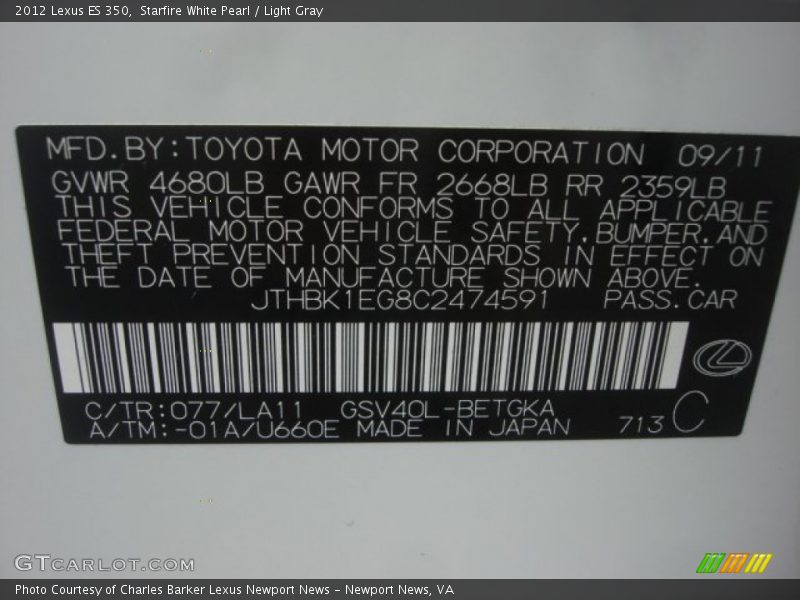 2012 Lexus ES 350,  Starfire White Pearl / Light Gray
MFD.BY:TOYOTA MOTOR CORPORATION 09/11
GVWR 4680LB GAWR FR 2668LB RR 2359LB
THIS VEHICLE CONFORMS TO ALL APPLICABLE
FEDERAL MOTOR VEHICLE SAFETY,BUMPER,AND
THEFT PREVENTION STANDARDS IN EFFECT ON
THE DATE OF MANUFACTURE SHOWN ABOVE.
JTHBK1EG8C2474591 PASS.CAR
C/TR:077/LA11 GSV40L-BETGKA
A/TM:-01A/U660E MADE IN JAPAN 713 C
GTCARLOT.COM
Photo Courtesy of Charles Barker Lexus Newport News - Newport News, VA